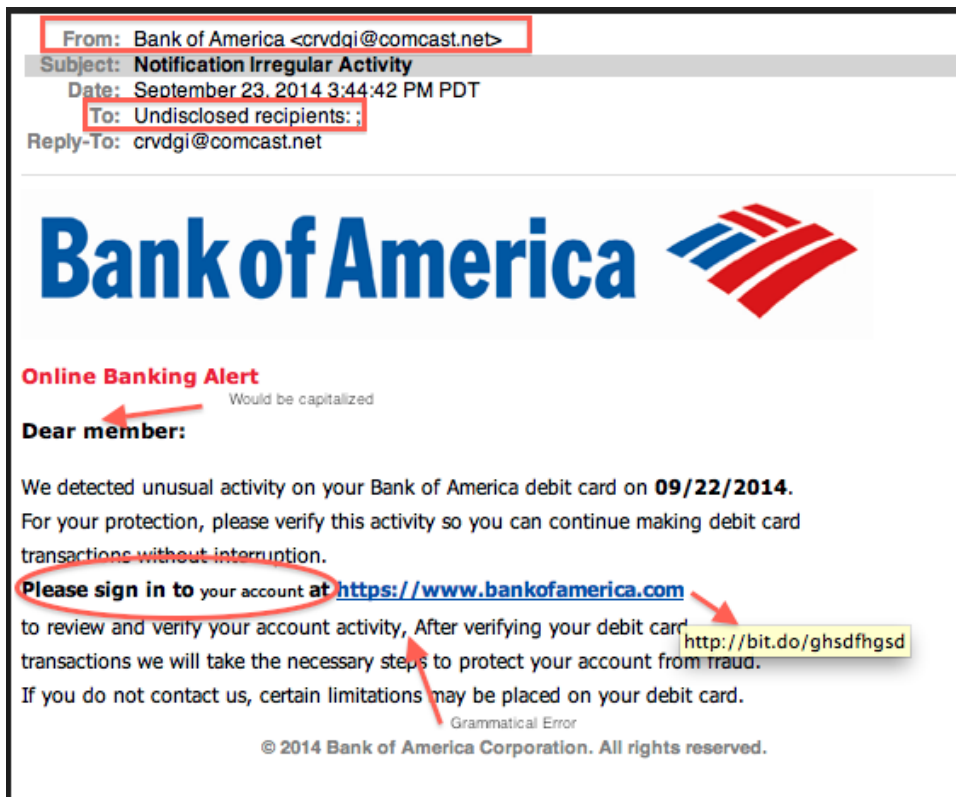 From: Bank of America <crvdgi@comcast.net>
Subject: Notification Irregular Activity
Date: September 23, 2014 3:44:42 PM PDT
To: Undisclosed recipients: ;
Reply-To: crvdgi@comcast.net
Bank of America
Online Banking Alert
Would be capitalized
Dear member:
We detected unusual activity on your Bank of America debit card on 09/22/2014.
For your protection, please verify this activity so you can continue making debit card
transactions without interruption.
Please sign in to your account at https://www.bankofamerica.com
to review and verify your account activity, After verifying your debit card
http://bit.do/ghsdfhgsd
transactions we will take the necessary steps to protect your account from fraud.
If you do not contact us, certain limitations may be placed on your debit card.
Grammatical Error
© 2014 Bank of America Corporation. All rights reserved.